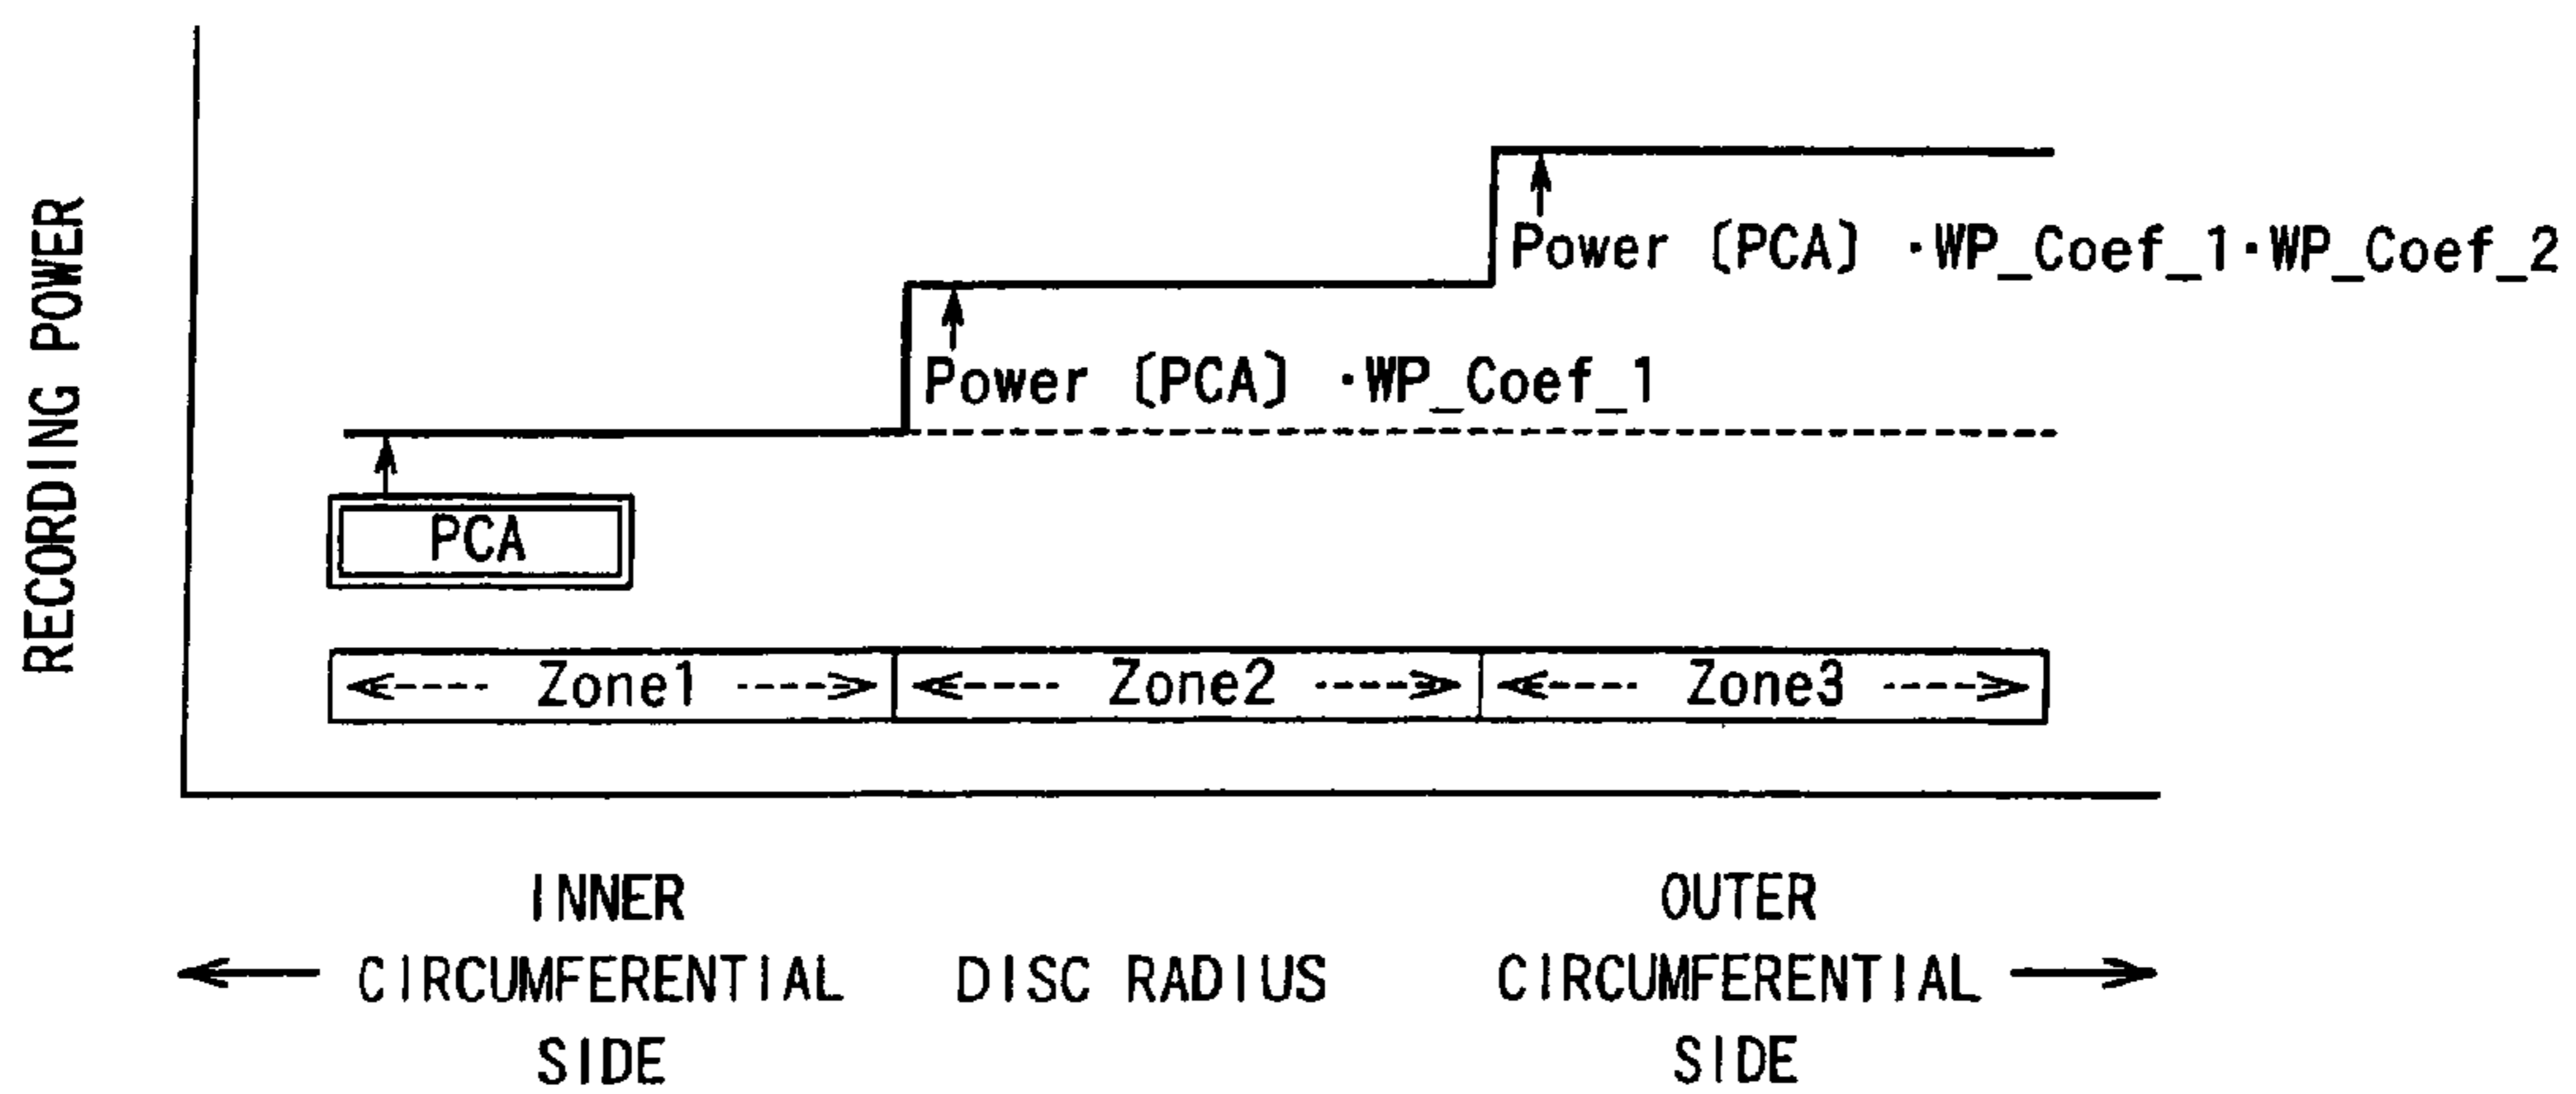 RECORDING POWER
Power [PCA] ·WP_Coef_1·WP_Coef_2
Power [PCA] ·WP_Coef_1
PCA
Zone1 Zone2 Zone3
INNER
CIRCUMFERENTIAL
SIDE
DISC RADIUS
OUTER
CIRCUMFERENTIAL
SIDE